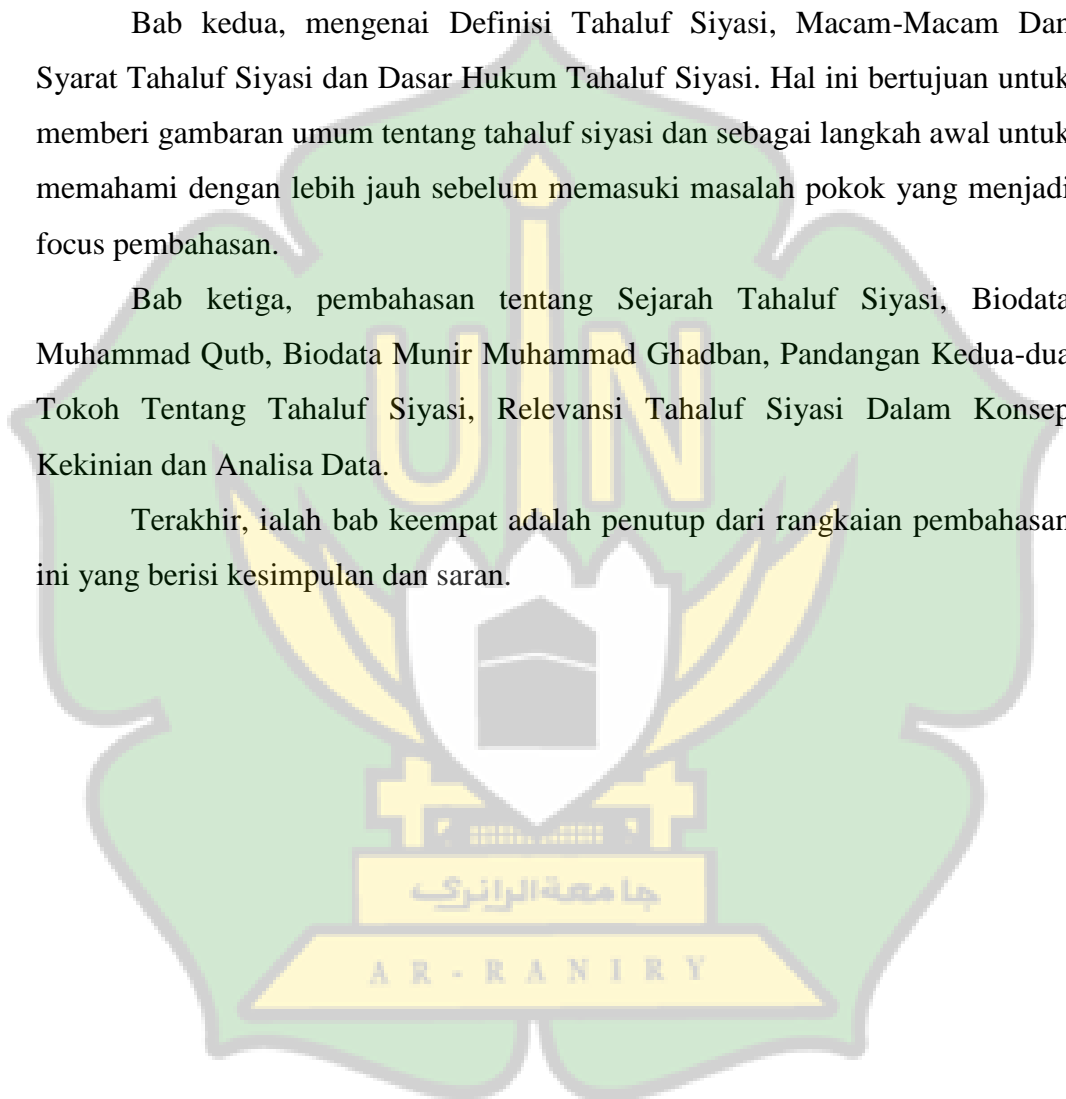 Bab kedua, mengenai Definisi Tahaluf Siyasi, Macam-Macam Dan
Syarat Tahaluf Siyasi dan Dasar Hukum Tahaluf Siyasi. Hal ini bertujuan untuk
memberi gambaran umum tentang tahaluf siyasi dan sebagai langkah awal untuk
memahami dengan lebih jauh sebelum memasuki masalah pokok yang menjadi
focus pembahasan.
Bab ketiga, pembahasan tentang Sejarah Tahaluf Siyasi, Biodata
Muhammad Qutb, Biodata Munir Muhammad Ghadban, Pandangan Kedua-dua
Tokoh Tentang Tahaluf Siyasi, Relevansi Tahaluf Siyasi Dalam Konsep
Kekinian dan Analisa Data.
Terakhir, ialah bab keempat adalah penutup dari rangkaian pembahasan
ini yang berisi kesimpulan dan saran.
UIN
جامعة الرانري
AR-RANIRY